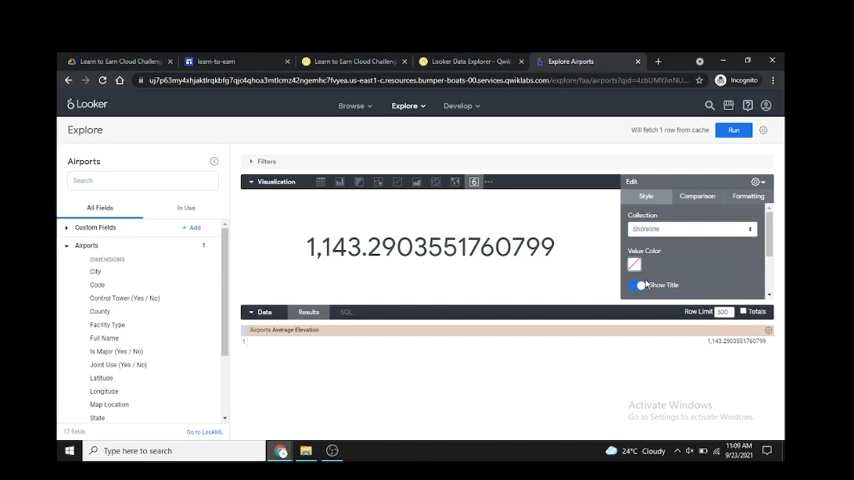 Learn to Earn Cloud Challeng
learn-to-earn
Learn to Earn Cloud Challenge
Looker Data Explorer - Qwik
Explore Airports
Incognito
Looker
Browse
Explore
Develop
Explore
Will fetch 1 row from cache
Run
Airports
Search
All Fields
In Use
Custom Fields
+ Add
Airports
1
DIMENSIONS
City
Code
Control Tower (Yes / No)
County
Facility Type
Full Name
Is Major (Yes / No)
Joint Use (Yes / No)
Latitude
Longitude
Map Location
State
17 fields
Go to LookML
Filters
Visualization
Edit
Style
Comparison
Formatting
Collection
Shoreline
Value Color
Show Title
1,143.2903551760799
Data
Results
SQL
Row Limit
500
Totals
Airports Average Elevation
1
1,143.2903551760799
Activate Windows
Go to Settings to activate Windows.
Type here to search
24°C Cloudy
11:09 AM
9/23/2021